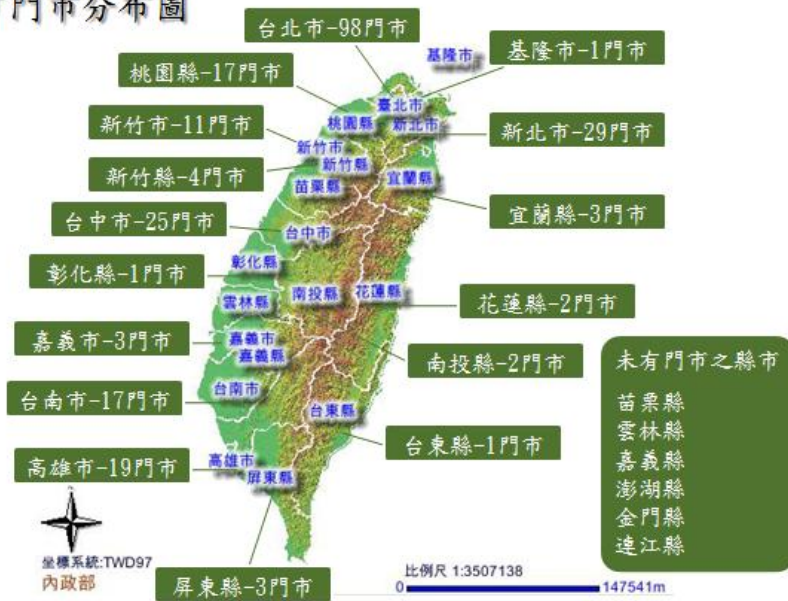 門市分布圖
台北市-98門市
基隆市
基隆市-1門市
桃園縣-17門市
臺北市
桃園縣
新北市
新竹市-11門市
新北市-29門市
新竹市
新竹縣
新竹縣-4門市
苗栗縣
宜蘭縣
宜蘭縣-3門市
台中市-25門市
台中市
彰化縣
彰化縣-1門市
雲林縣
南投縣
花蓮縣
花蓮縣-2門市
嘉義市-3門市
嘉義市
嘉義縣
南投縣-2門市
台南市-17門市
台南市
台東縣
台東縣-1門市
高雄市-19門市
高雄市
屏東縣
屏東縣-3門市
未有門市之縣市
苗栗縣
雲林縣
嘉義縣
澎湖縣
金門縣
連江縣
坐標系統:TWD97
內政部
比例尺 1:3507138
0
147541m